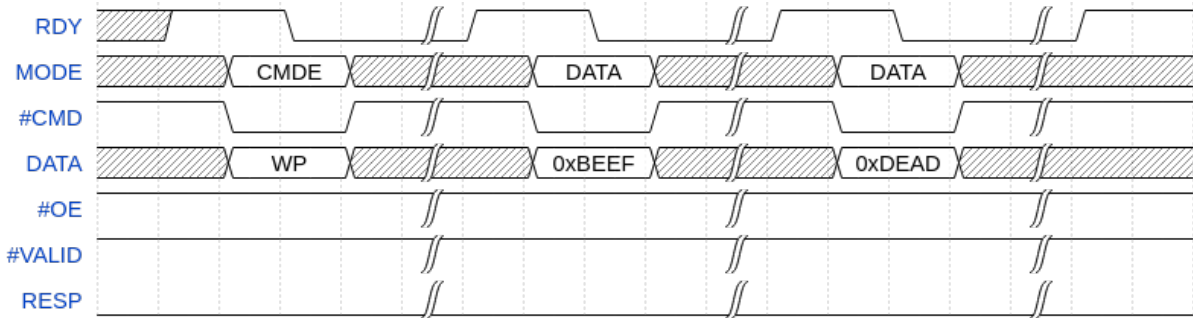 RDY
MODE CMDE DATA DATA
#CMD
DATA WP 0xBEEF 0xDEAD
#OE
#VALID
RESP